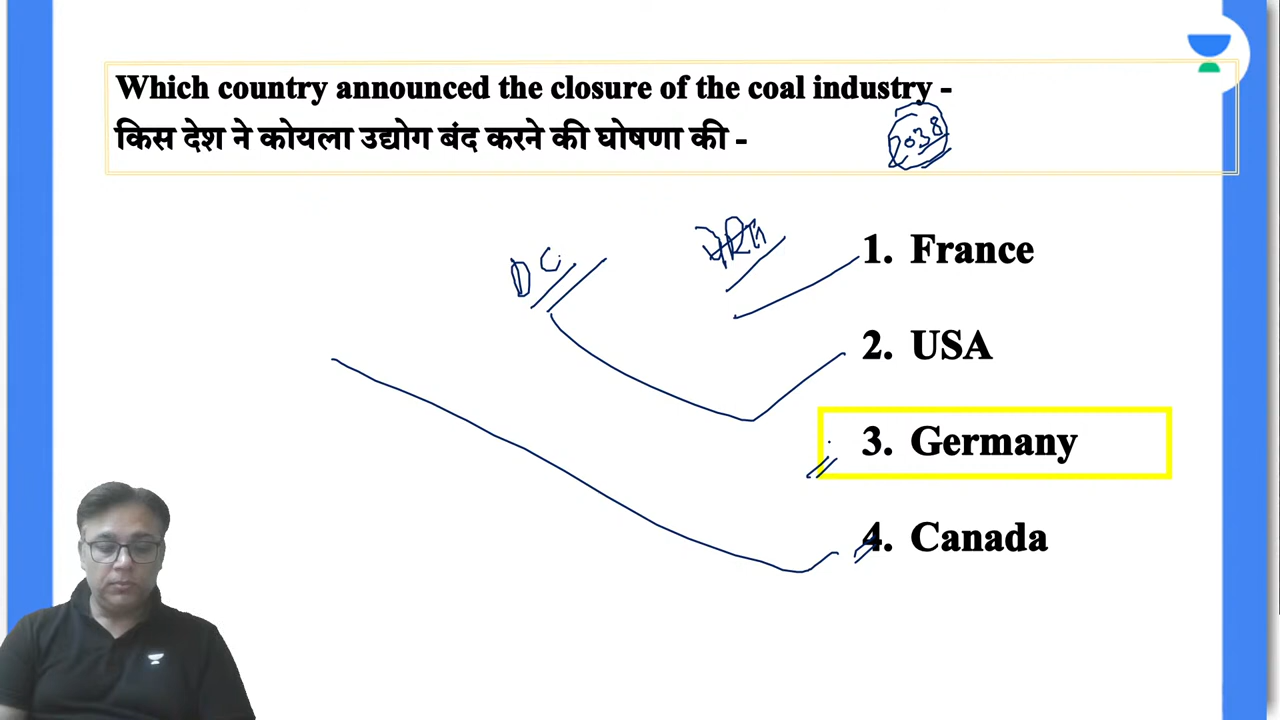 Which country announced the closure of the coal industry -
किस देश ने कोयला उद्योग बंद करने की घोषणा की -
2038
1. France
DC
2. USA
3. Germany
4. Canada